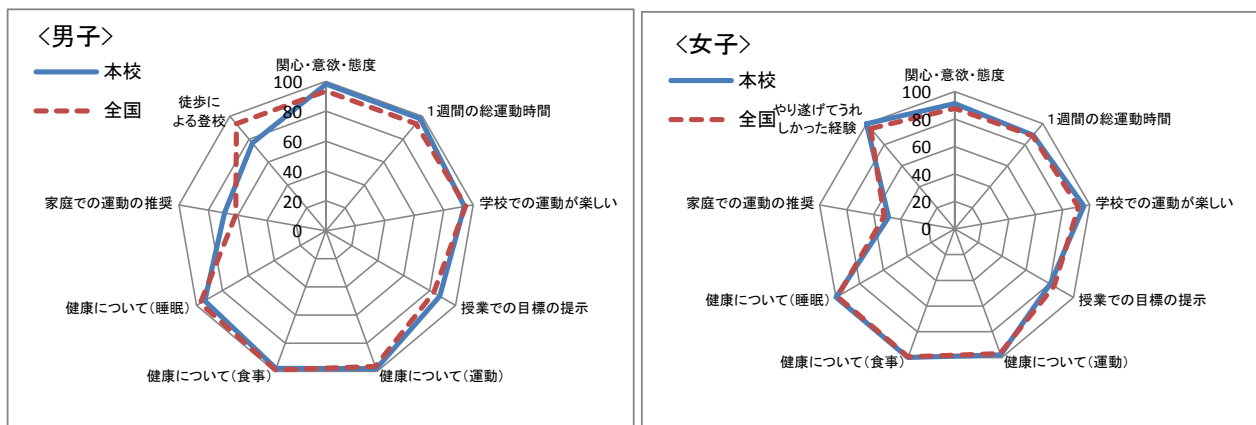 <男子>
本校
全国
関心・意欲・態度
1週間の総運動時間
学校での運動が楽しい
授業での目標の提示
健康について(運動)
健康について(食事)
健康について(睡眠)
家庭での運動の推奨
徒歩に
よる登校
100
80
60
40
20
0
<女子>
本校
全国
関心・意欲・態度
1週間の総運動時間
学校での運動が楽しい
授業での目標の提示
健康について(運動)
健康について(食事)
健康について(睡眠)
家庭での運動の推奨
やり遂げてうれ
しかった経験
100
80
60
40
20
0